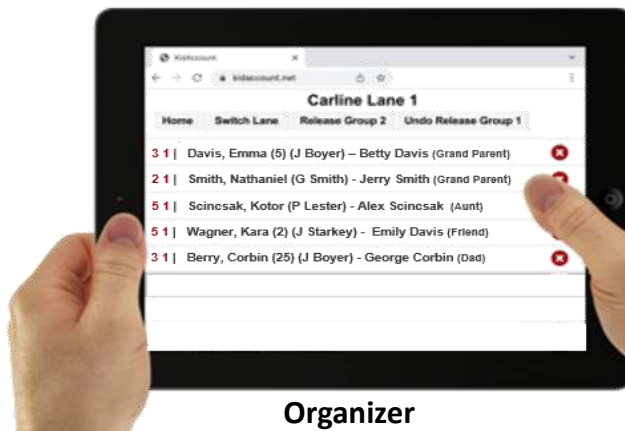 KidAccount
kidaccount.net
Carline Lane 1
Home Switch Lane Release Group 2 Undo Release Group 1
3 1 | Davis, Emma (5) (J Boyer) – Betty Davis (Grand Parent)
2 1 | Smith, Nathaniel (G Smith) - Jerry Smith (Grand Parent)
5 1 | Scincsak, Kotor (P Lester) - Alex Scincsak (Aunt)
5 1 | Wagner, Kara (2) (J Starkey) - Emily Davis (Friend)
3 1 | Berry, Corbin (25) (J Boyer) - George Corbin (Dad)
Organizer